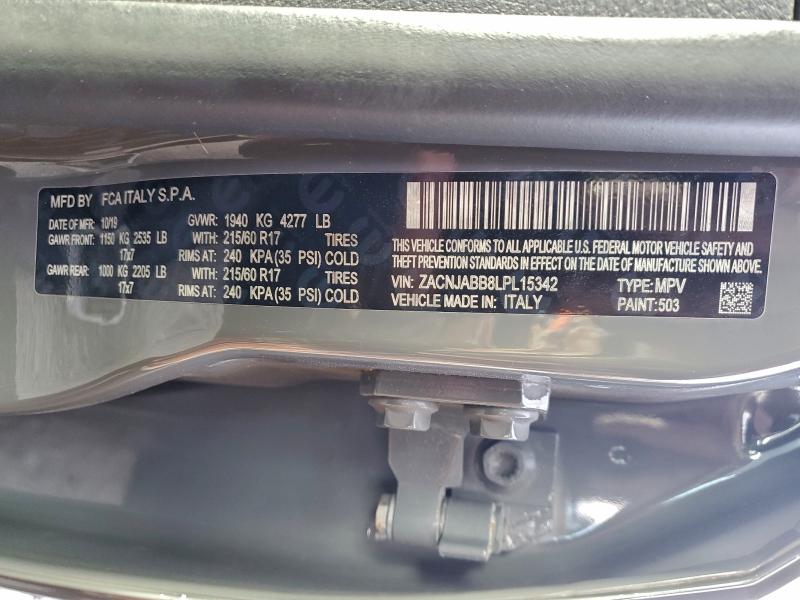 MFD BY FCA ITALY S.P.A.
DATE OF MFR: 10/19 GVWR: 1940 KG 4277 LB
GAWR FRONT: 1150 KG 2535 LB WITH: 215/60 R17 TIRES
17x7 RIMS AT: 240 KPA (35 PSI) COLD
GAWR REAR: 1000 KG 2205 LB WITH: 215/60 R17 TIRES
17x7 RIMS AT: 240 KPA (35 PSI) COLD
THIS VEHICLE CONFORMS TO ALL APPLICABLE U.S. FEDERAL MOTOR VEHICLE SAFETY AND
THEFT PREVENTION STANDARDS IN EFFECT ON THE DATE OF MANUFACTURE SHOWN ABOVE.
VIN: ZACNJABB8LPL15342 TYPE: MPV
VEHICLE MADE IN: ITALY PAINT: 503